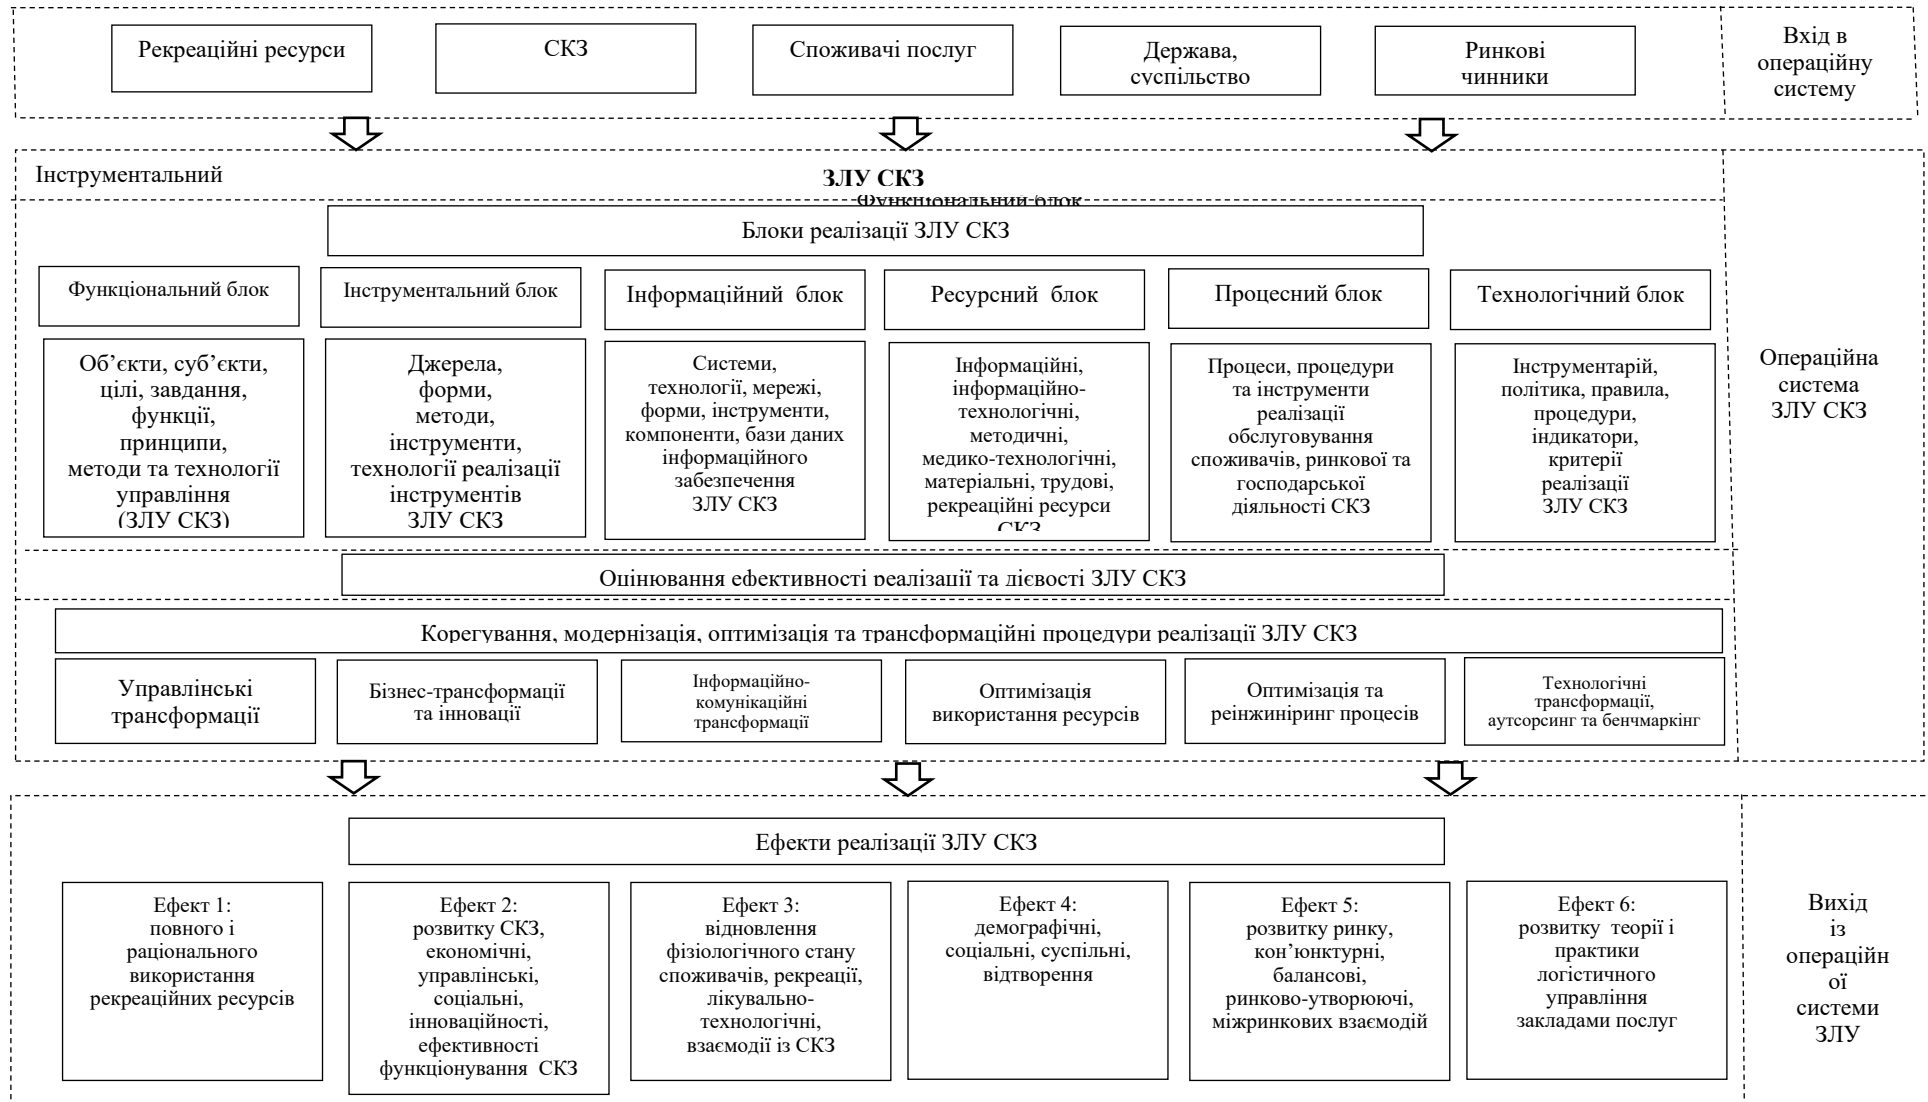 Рекреаційні ресурси
СКЗ
Споживачі послуг
Держава,
суспільство
Ринкові
чинники
Вхід в
операційну
систему
Інструментальний
ЗЛУ СКЗ
Функціональний блок
Блоки реалізації ЗЛУ СКЗ
Функціональний блок
Інструментальний блок
Інформаційний блок
Ресурсний блок
Процесний блок
Технологічний блок
Об’єкти, суб’єкти,
цілі, завдання,
функції,
принципи,
методи та технології
управління
(ЗЛУ СКЗ)
Джерела,
форми,
методи,
інструменти,
технології реалізації
інструментів
ЗЛУ СКЗ
Системи,
технології, мережі,
форми, інструменти,
компоненти, бази даних
інформаційного
забезпечення
ЗЛУ СКЗ
Інформаційні,
інформаційно-
технологічні,
методичні,
медико-технологічні,
матеріальні, трудові,
рекреаційні ресурси
СКЗ
Процеси, процедури
та інструменти
реалізації
обслуговування
споживачів, ринкової та
господарської
діяльності СКЗ
Інструментарій,
політика, правила,
процедури,
індикатори,
критерії
реалізації
ЗЛУ СКЗ
Операційна
система
ЗЛУ СКЗ
Оцінювання ефективності реалізації та дієвості ЗЛУ СКЗ
Корегування, модернізація, оптимізація та трансформаційні процедури реалізації ЗЛУ СКЗ
Управлінські
трансформації
Бізнес-трансформації
та інновації
Інформаційно-
комунікаційні
трансформації
Оптимізація
використання ресурсів
Оптимізація та
реінжиніринг процесів
Технологічні
трансформації,
аутсорсинг та бенчмаркінг
Ефекти реалізації ЗЛУ СКЗ
Ефект 1:
повного і
раціонального
використання
рекреаційних ресурсів
Ефект 2:
розвитку СКЗ,
економічні,
управлінські,
соціальні,
інноваційності,
ефективності
функціонування СКЗ
Ефект 3:
відновлення
фізіологічного стану
споживачів, рекреації,
лікувально-
технологічні,
взаємодії із СКЗ
Ефект 4:
демографічні,
соціальні, суспільні,
відтворення
Ефект 5:
розвитку ринку,
кон’юнктурні,
балансові,
ринково-утворюючі,
міжринкових взаємодій
Ефект 6:
розвитку теорії і
практики
логістичного
управління
закладами послуг
Вихід
із
операційн
ої
системи
ЗЛУ